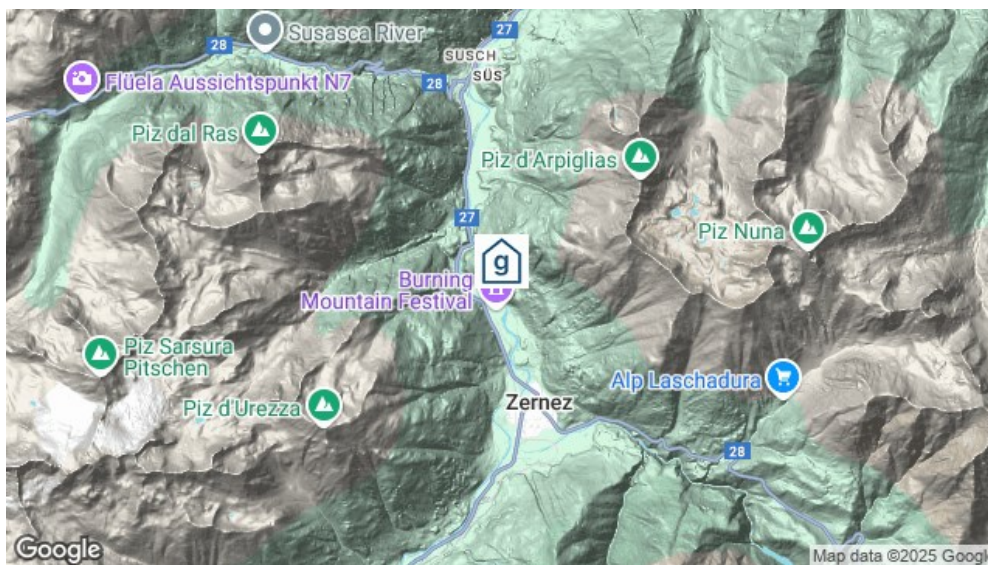 27
28
Susasca River
SUSCH
SÜS
28
Flüela Aussichtspunkt N7
Piz dal Ras
Piz d'Arpiglias
27
Piz Nuna
g
Burning
Mountain Festival
Piz Sarsura
Pitschen
Alp Laschadura
Piz d'Urezza
Zernez
28
Google
Map data ©2025 Googl